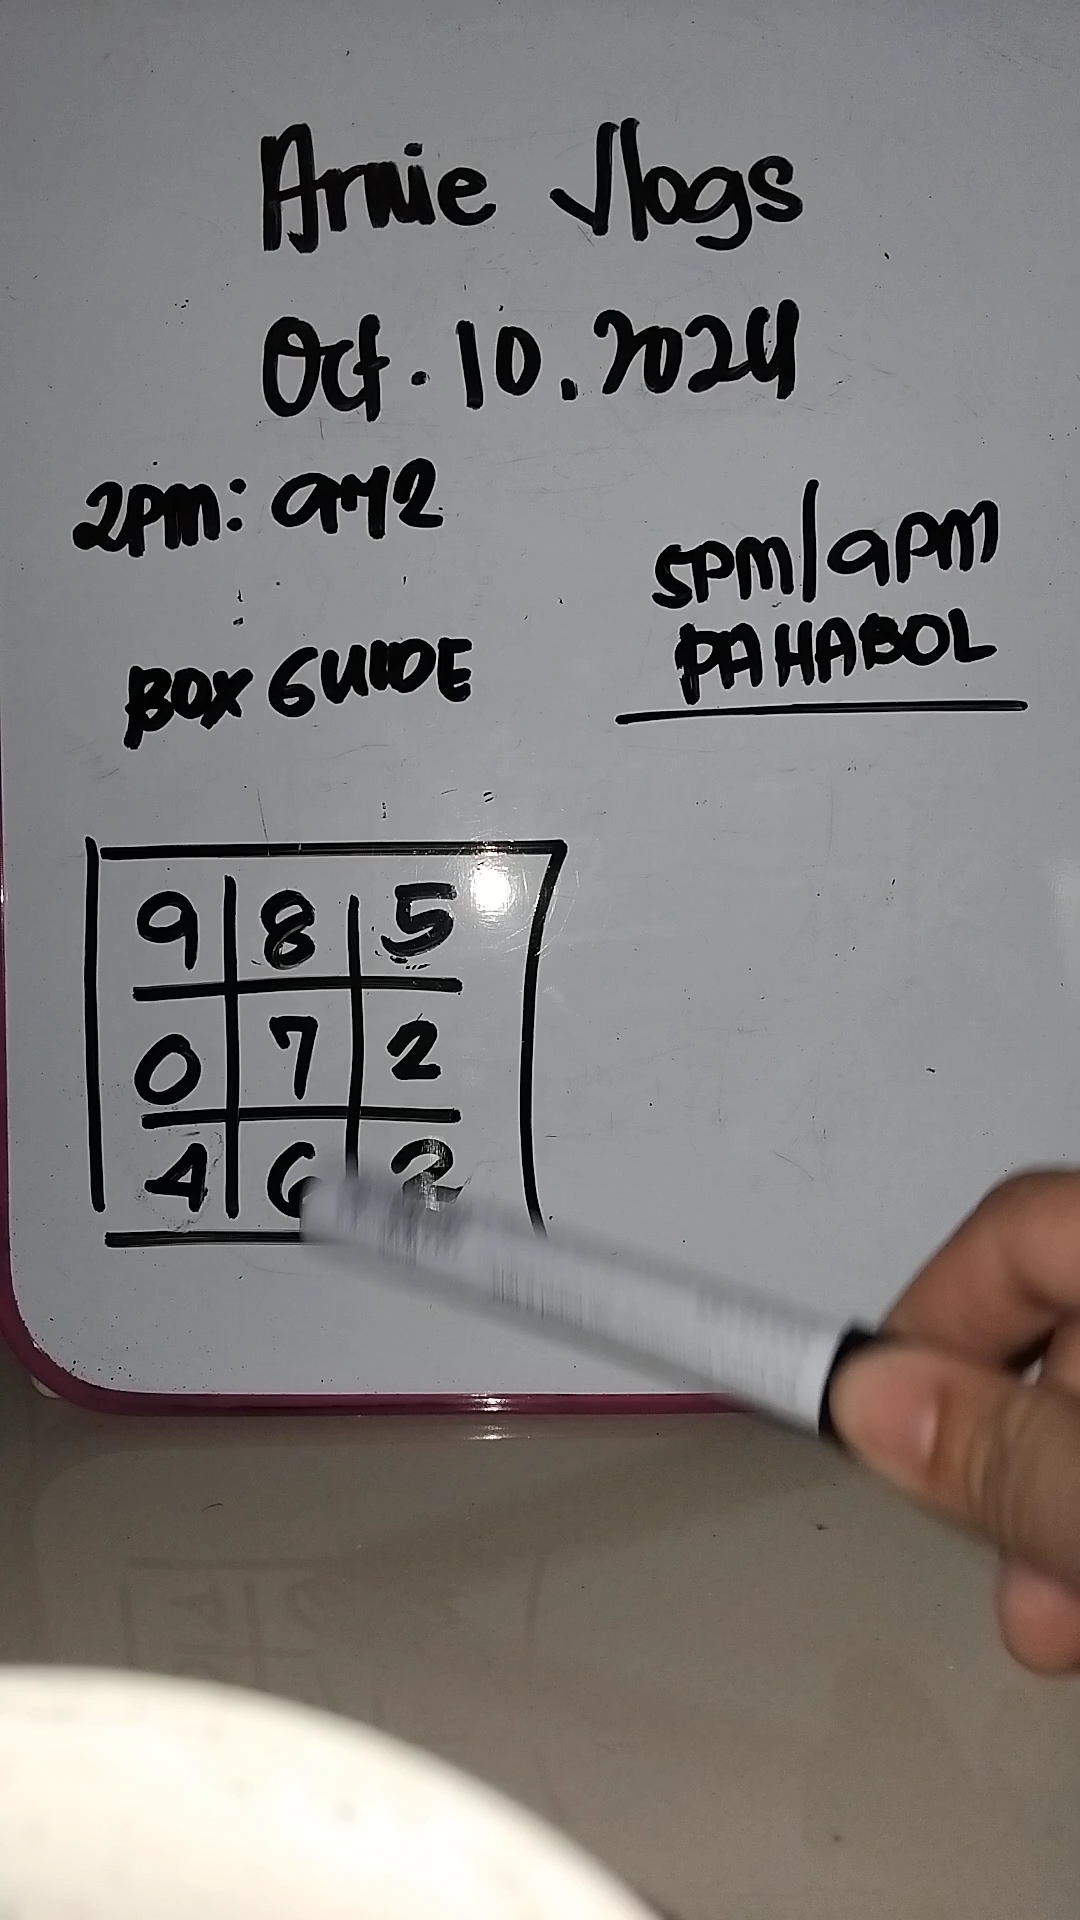 Arnie Vlogs
Oct. 10. 2024
2PM: 942
5PM/9PM
PAHABOL
BOX GUIDE
9 8 5
0 7 2
4 6 2